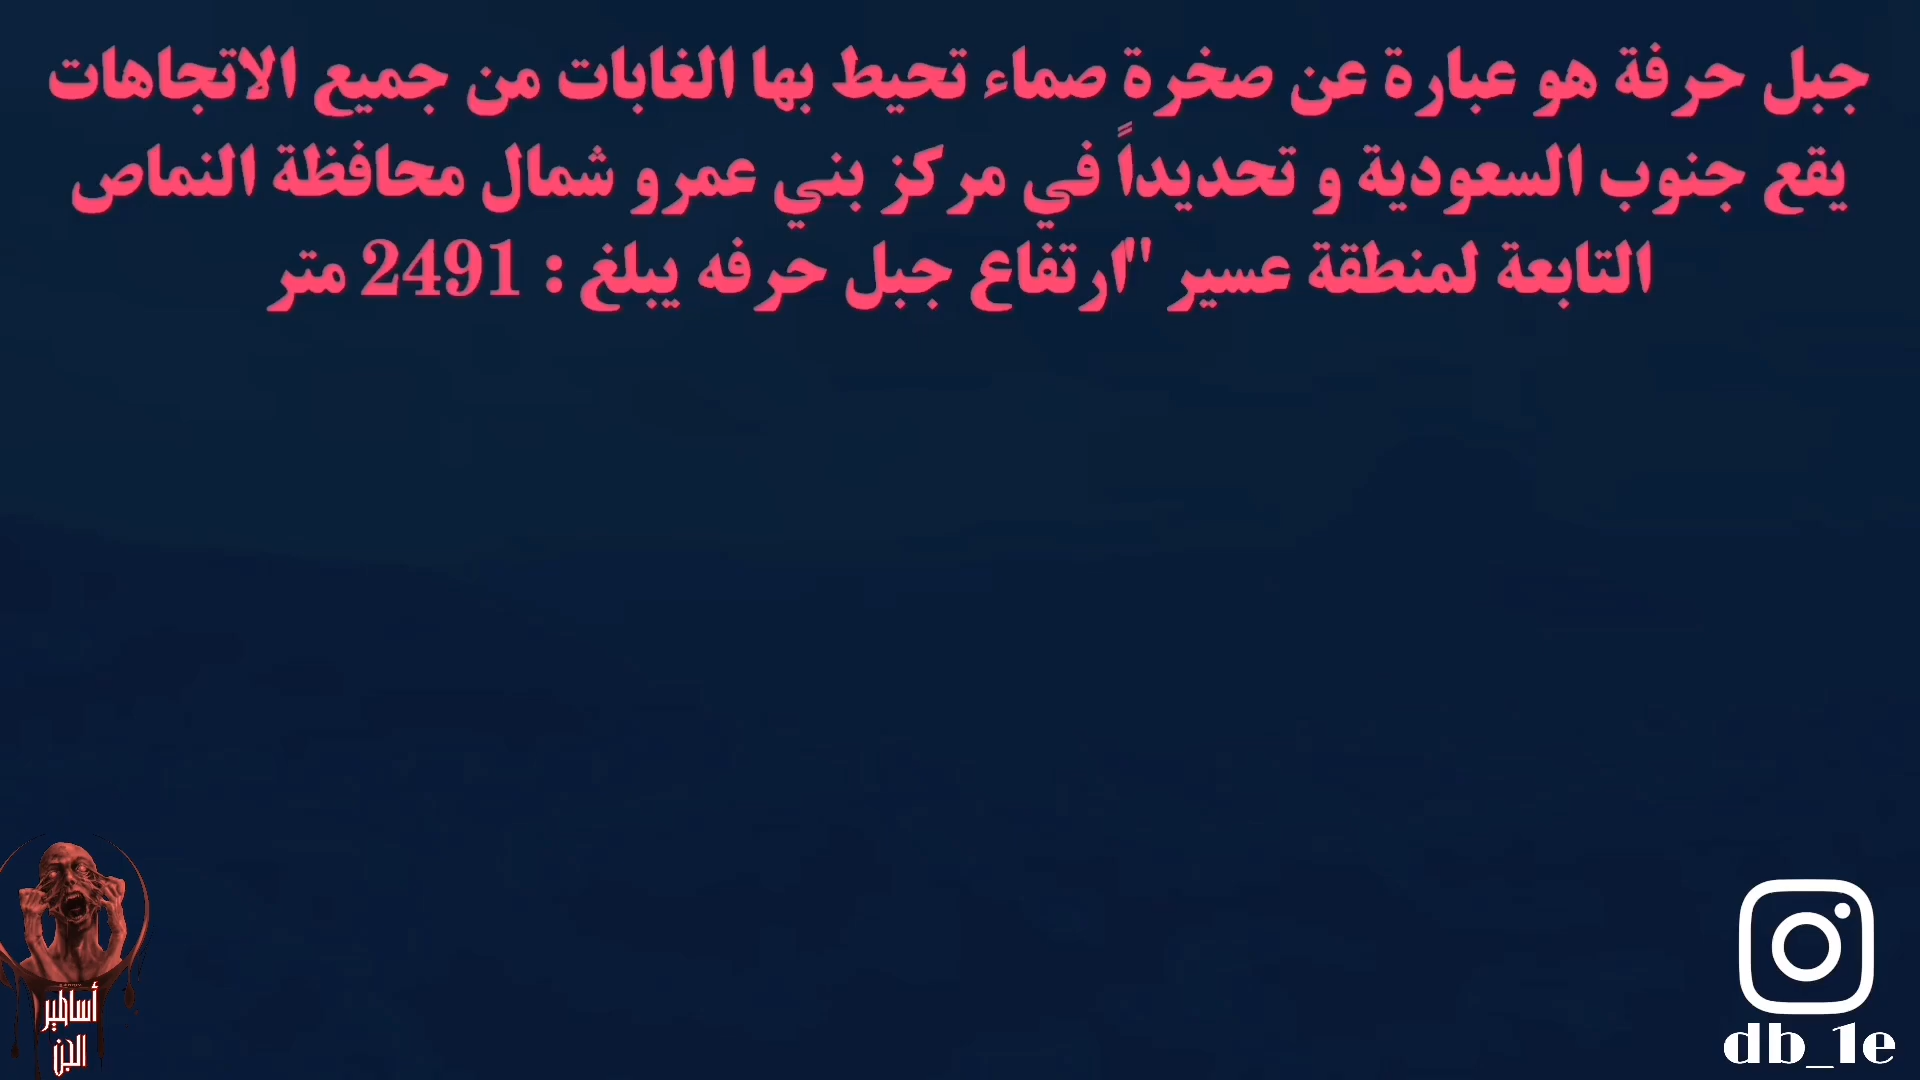 جبل حرفة هو عبارة عن صخرة صماء تحيط بها الغابات من جميع الاتجاهات
يقع جنوب السعودية و تحديداً في مركز بني عمرو شمال محافظة النماص
التابعة لمنطقة عسير "ارتفاع جبل حرفه يبلغ : 2491 متر
أساطير
الجن
db_1e